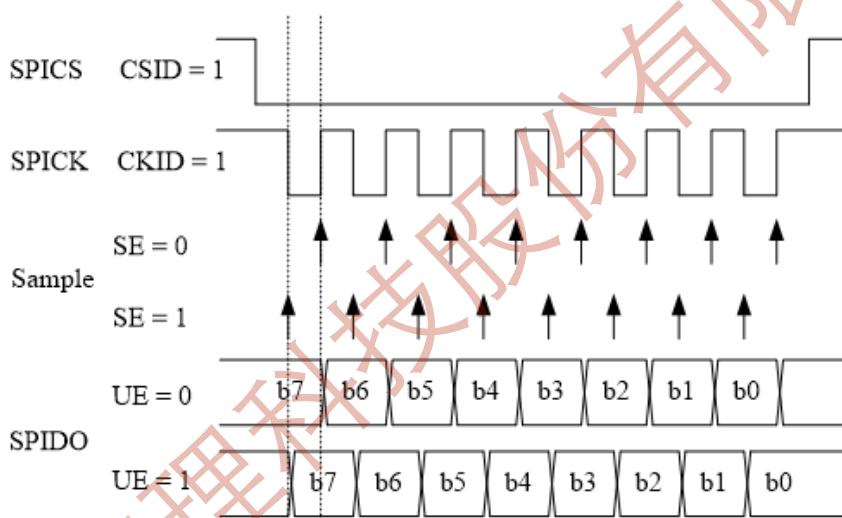 SPICS CSID = 1
SPICK CKID = 1
SE = 0
Sample
SE = 1
UE = 0 b7 b6 b5 b4 b3 b2 b1 b0
SPIDO
UE = 1 b7 b6 b5 b4 b3 b2 b1 b0
理科技股份有限